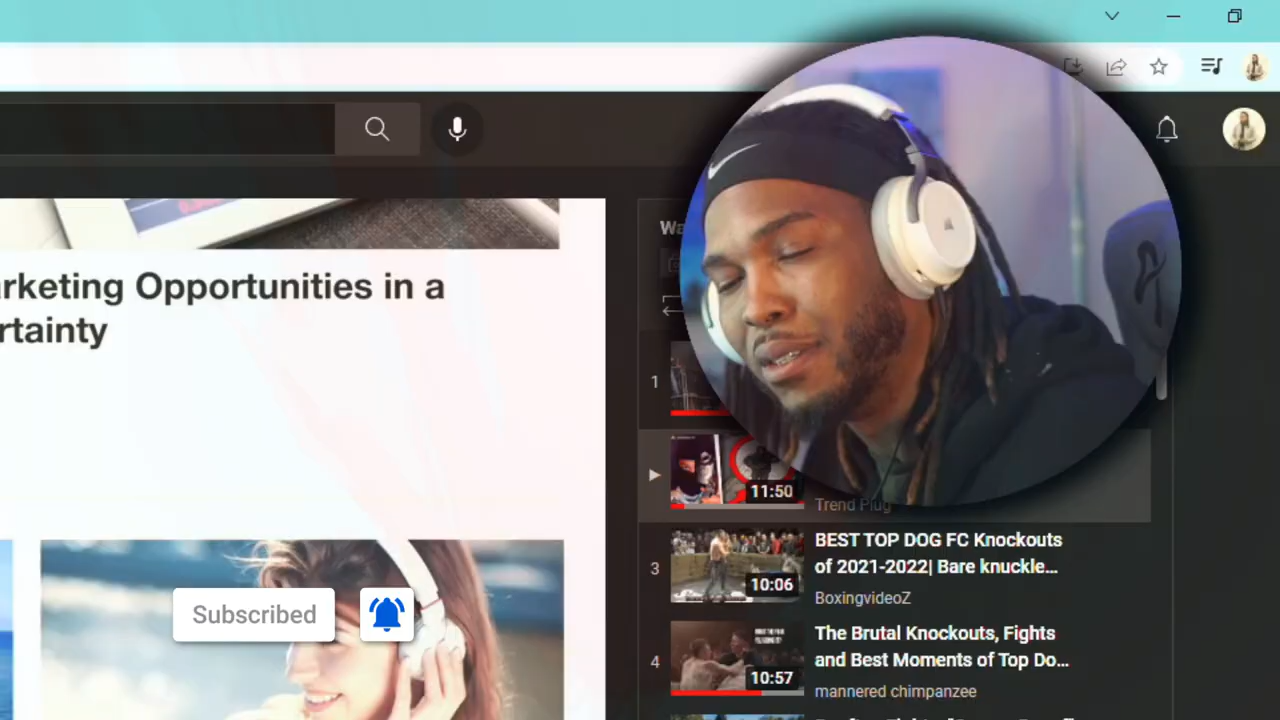 arketing Opportunities in a
rtainty
Subscribed
Wa
1
11:50
Trend Plug
3
10:06
BEST TOP DOG FC Knockouts
of 2021-2022| Bare knuckle...
BoxingvideoZ
4
10:57
The Brutal Knockouts, Fights
and Best Moments of Top Do...
mannered chimpanzee